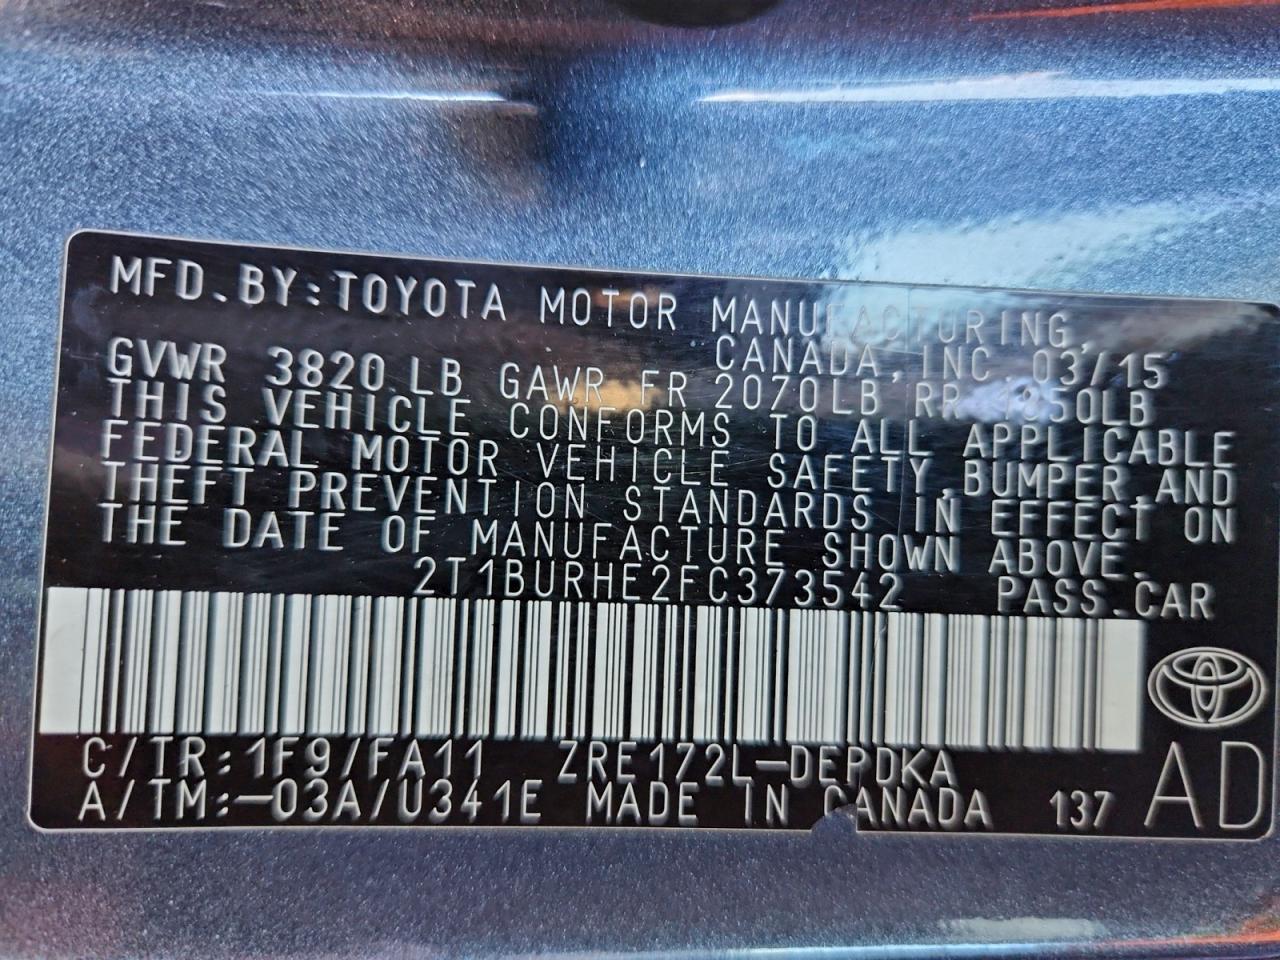 MFD.BY:TOYOTA MOTOR MANUFACTURING,
CANADA,INC 03/15
GVWR 3820 LB GAWR FR 2070LB RR 1850LB
THIS VEHICLE CONFORMS TO ALL APPLICABLE
FEDERAL MOTOR VEHICLE SAFETY,BUMPER,AND
THEFT PREVENTION STANDARDS IN EFFECT ON
THE DATE OF MANUFACTURE SHOWN ABOVE.
2T1BURHE2FC373542 PASS.CAR
C/TR:1F9/FA11 ZRE172L-DEPDKA
A/TM:-03A/U341E MADE IN CANADA 137 AD